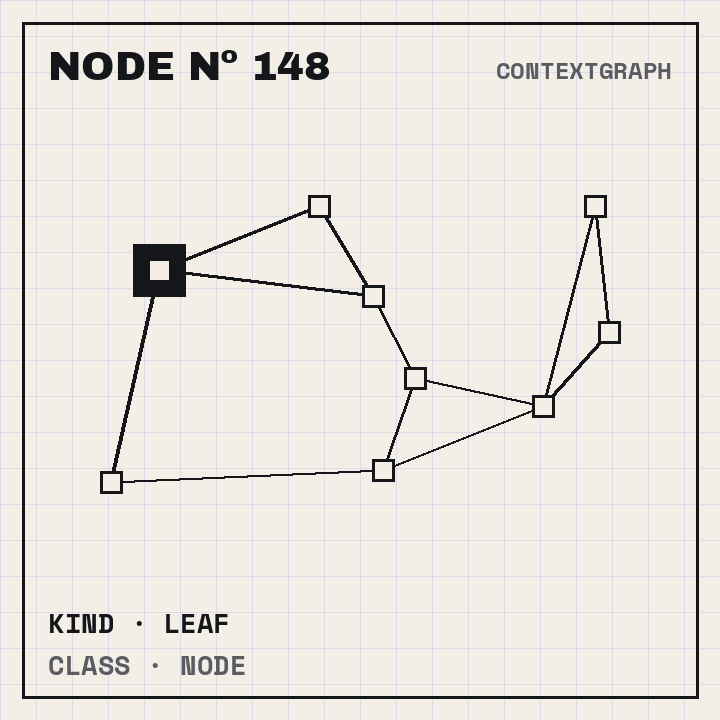 NODE Nº 148
CONTEXTGRAPH
KIND · LEAF
CLASS · NODE